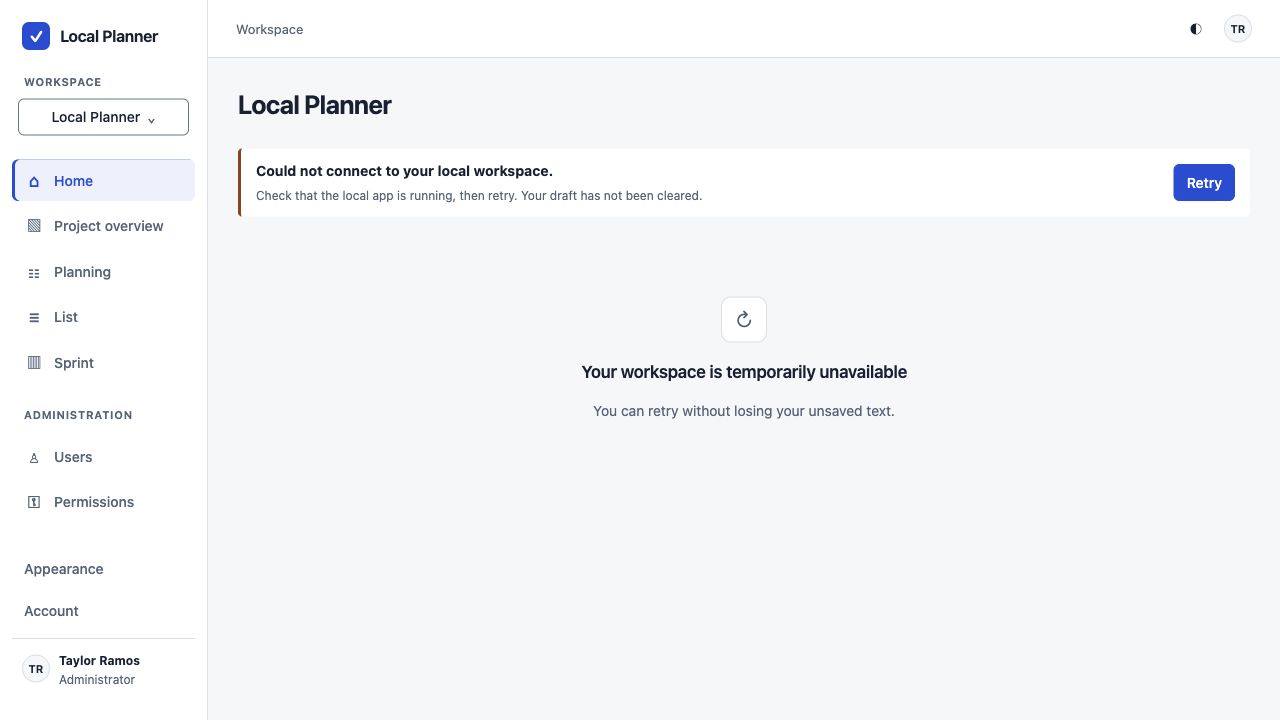 Local Planner
WORKSPACE
Local Planner
Home
Project overview
Planning
List
Sprint
ADMINISTRATION
Users
Permissions
Appearance
Account
TR
Taylor Ramos
Administrator
Workspace
TR
Local Planner
Could not connect to your local workspace.
Check that the local app is running, then retry. Your draft has not been cleared.
Retry
Your workspace is temporarily unavailable
You can retry without losing your unsaved text.